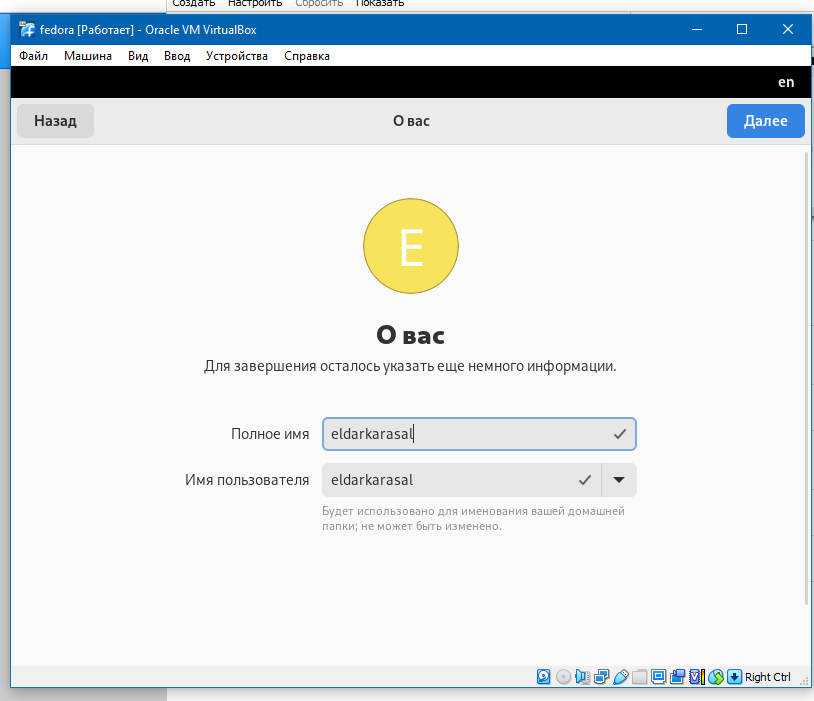 Создать Настроить Сбросить Показать
fedora [Работает] - Oracle VM VirtualBox
Файл Машина Вид Ввод Устройства Справка
en
Назад О вас Далее
E
О вас
Для завершения осталось указать еще немного информации.
Полное имя eldarkarasal
Имя пользователя eldarkarasal
Будет использовано для именования вашей домашней
папки; не может быть изменено.
Right Ctrl